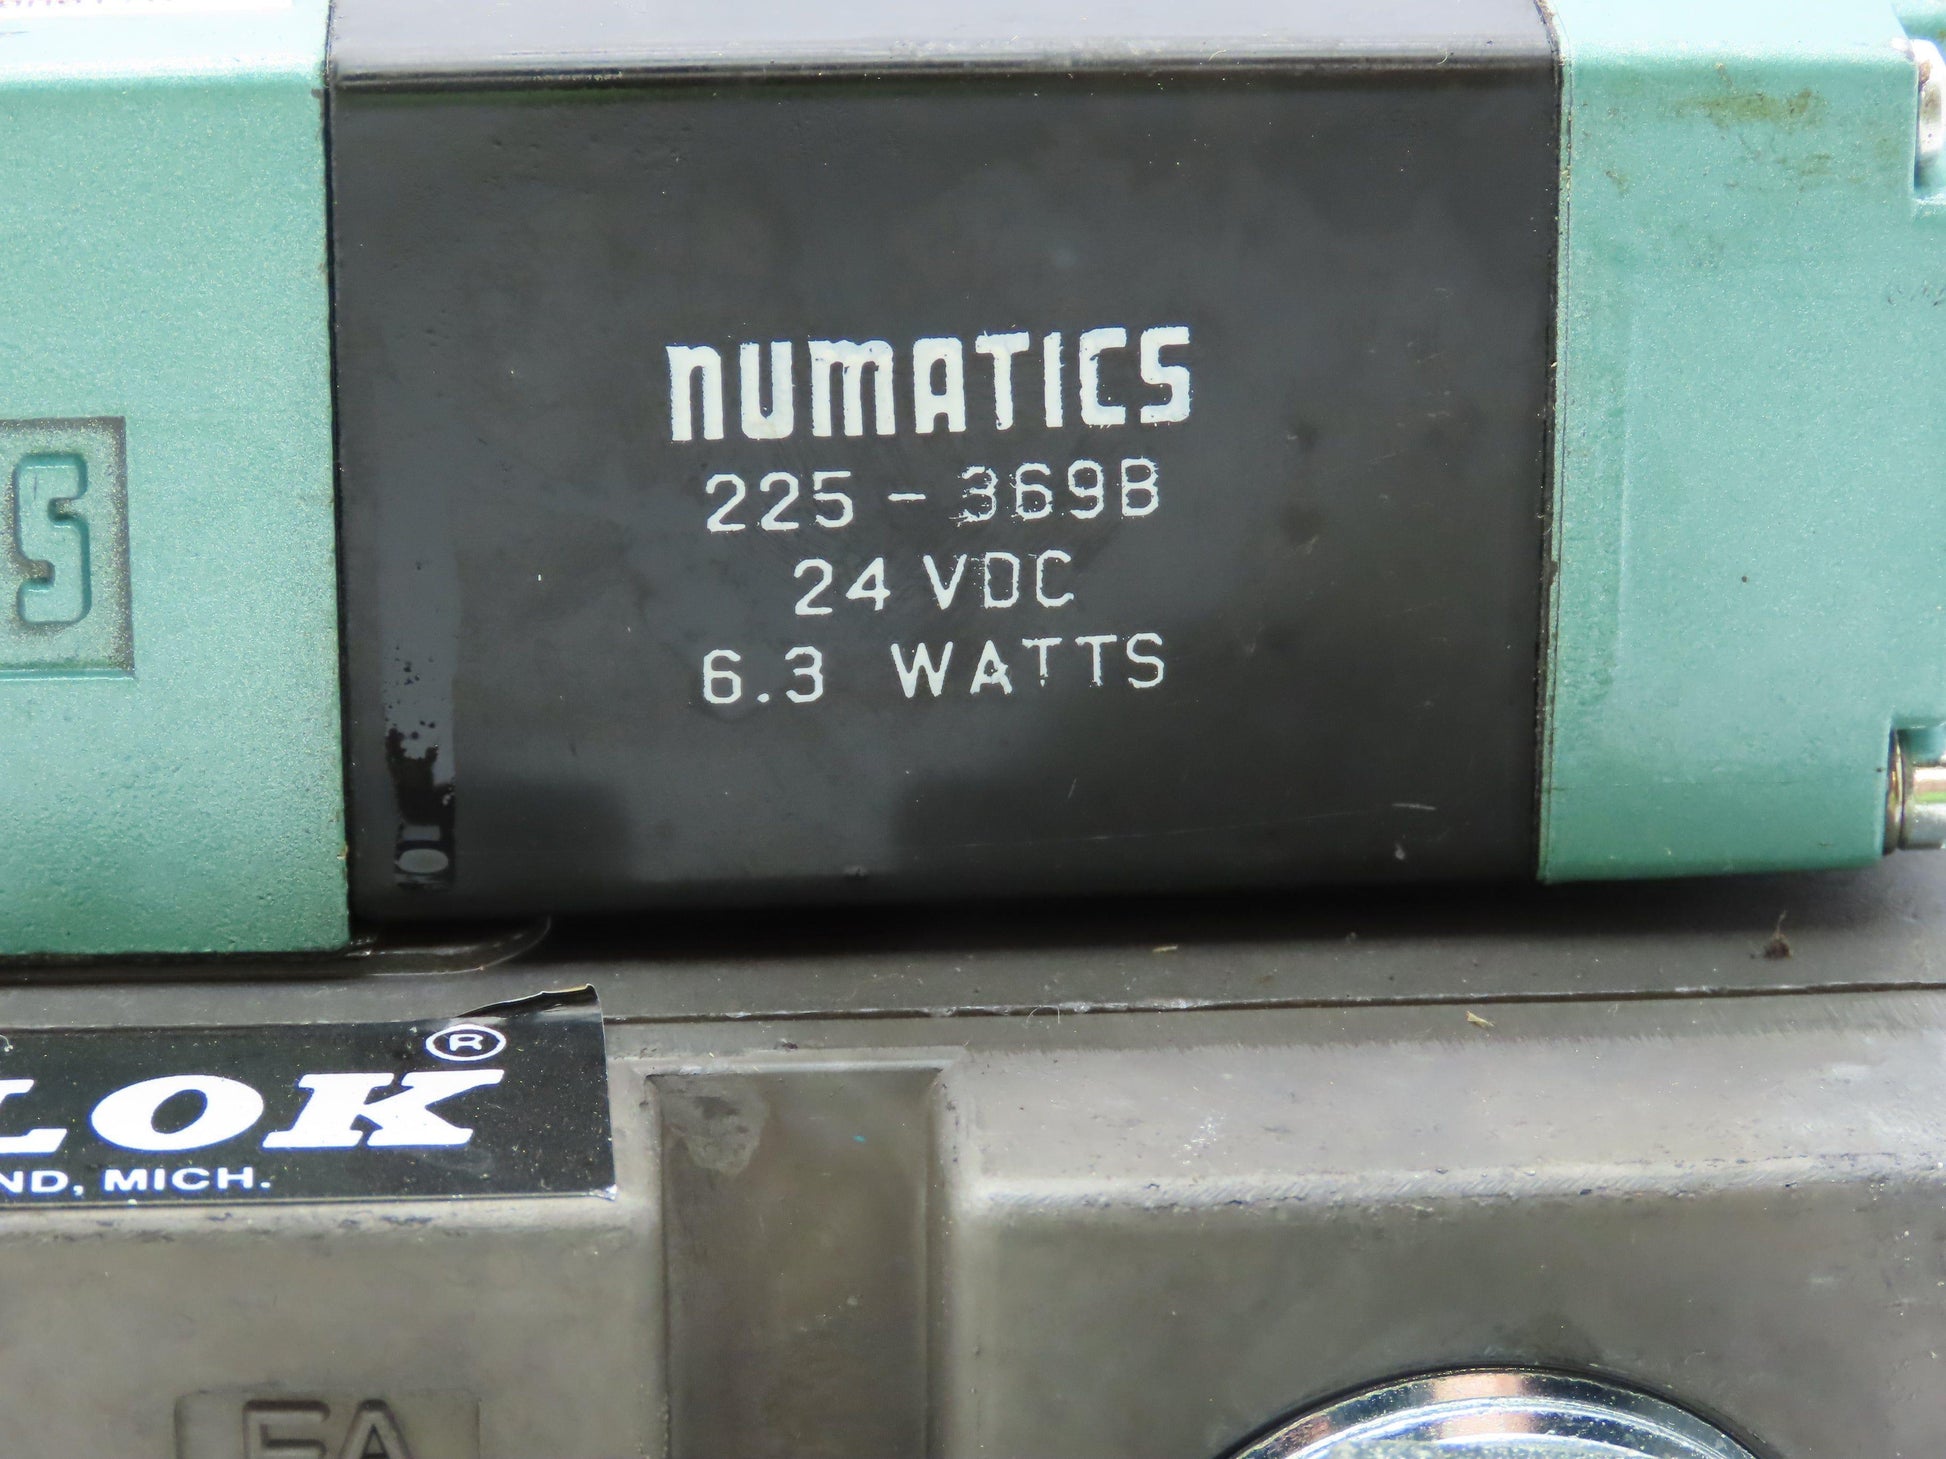 S
NUMATICS
225-369B
24 VDC
6.3 WATTS
LOK®
ND, MICH.